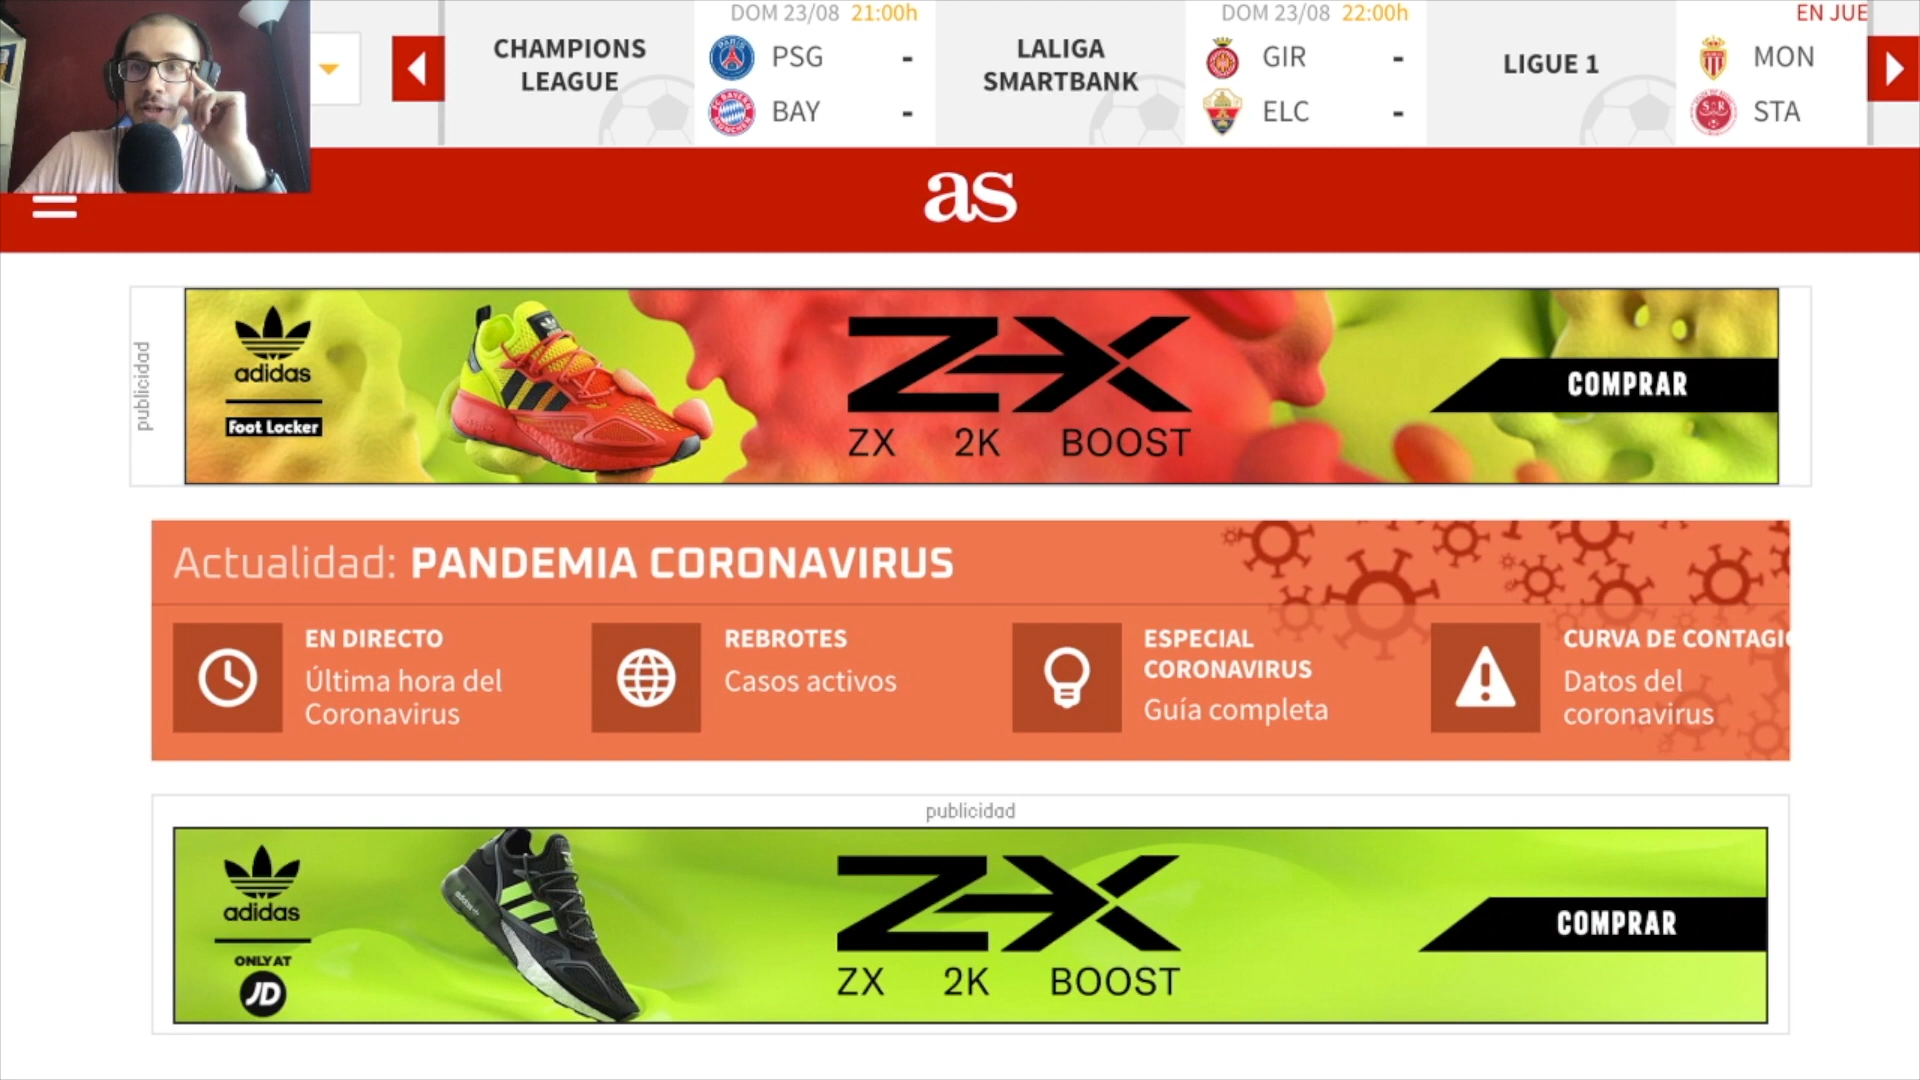 DOM 23/08 21:00h
DOM 23/08 22:00h
EN JUE
CHAMPIONS
LEAGUE
PSG -
BAY -
LALIGA
SMARTBANK
GIR -
ELC -
LIGUE 1
MON
STA
as
publicidad
adidas
Foot Locker
ZX
ZX 2K BOOST
COMPRAR
Actualidad: PANDEMIA CORONAVIRUS
EN DIRECTO
Última hora del
Coronavirus
REBROTES
Casos activos
ESPECIAL
CORONAVIRUS
Guía completa
CURVA DE CONTAGIO
Datos del
coronavirus
publicidad
adidas
ONLY AT
JD
ZX
ZX 2K BOOST
COMPRAR